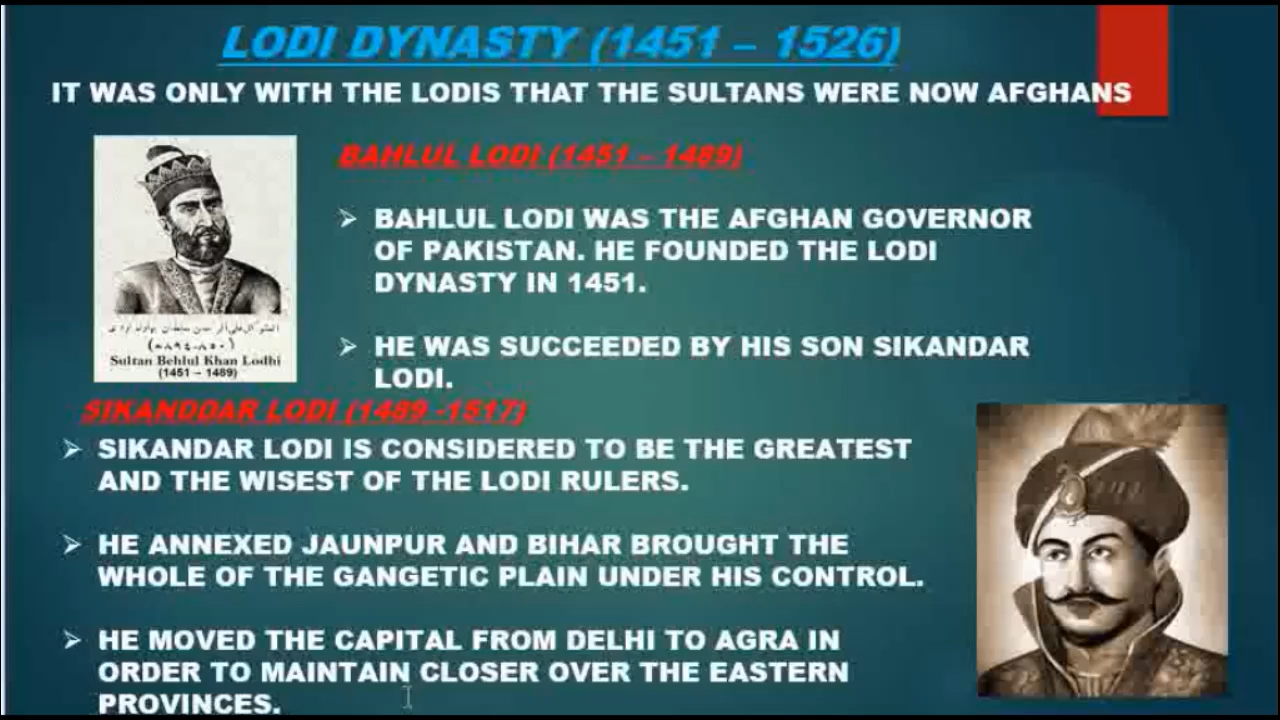 LODI DYNASTY (1451 – 1526)
IT WAS ONLY WITH THE LODIS THAT THE SULTANS WERE NOW AFGHANS
BAHLUL LODI (1451 – 1489)
➢ BAHLUL LODI WAS THE AFGHAN GOVERNOR
OF PAKISTAN. HE FOUNDED THE LODI
DYNASTY IN 1451.
➢ HE WAS SUCCEEDED BY HIS SON SIKANDAR
LODI.
Sultan Behlul Khan Lodhi
(1451 – 1489)
SIKANDDAR LODI (1489 -1517)
➢ SIKANDAR LODI IS CONSIDERED TO BE THE GREATEST
AND THE WISEST OF THE LODI RULERS.
➢ HE ANNEXED JAUNPUR AND BIHAR BROUGHT THE
WHOLE OF THE GANGETIC PLAIN UNDER HIS CONTROL.
➢ HE MOVED THE CAPITAL FROM DELHI TO AGRA IN
ORDER TO MAINTAIN CLOSER OVER THE EASTERN
PROVINCES.